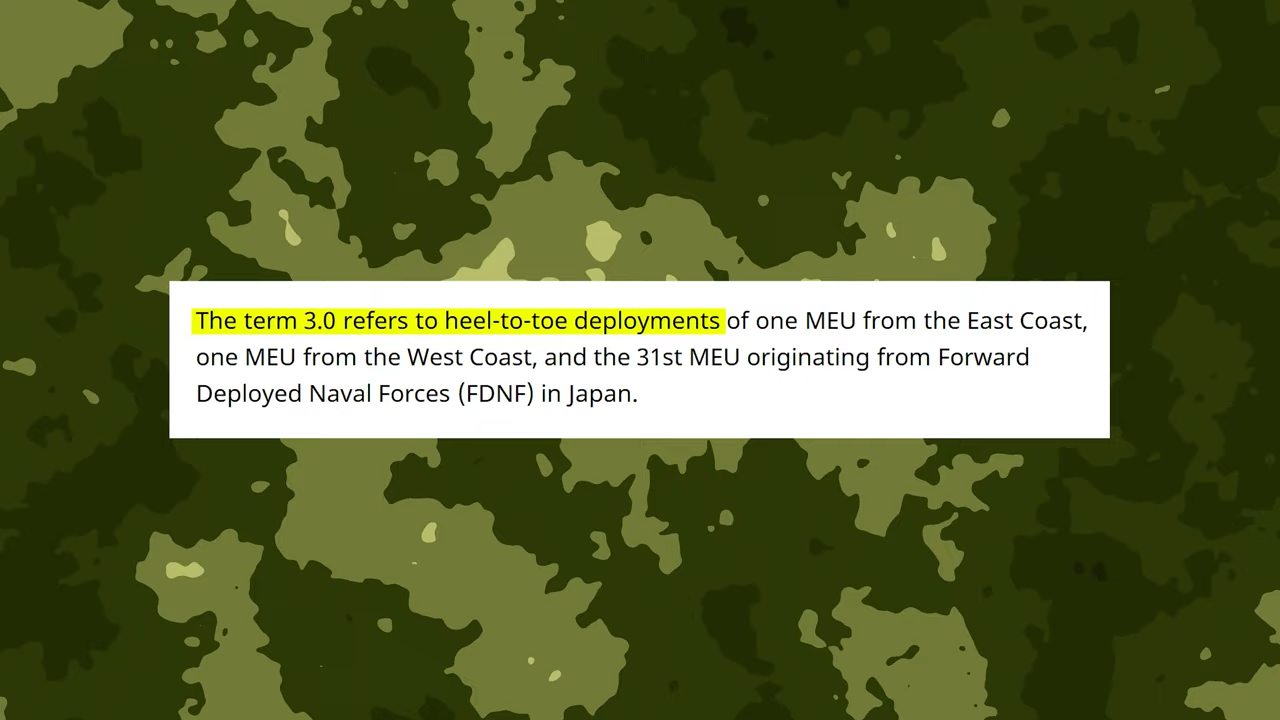 The term 3.0 refers to heel-to-toe deployments of one MEU from the East Coast,
one MEU from the West Coast, and the 31st MEU originating from Forward
Deployed Naval Forces (FDNF) in Japan.